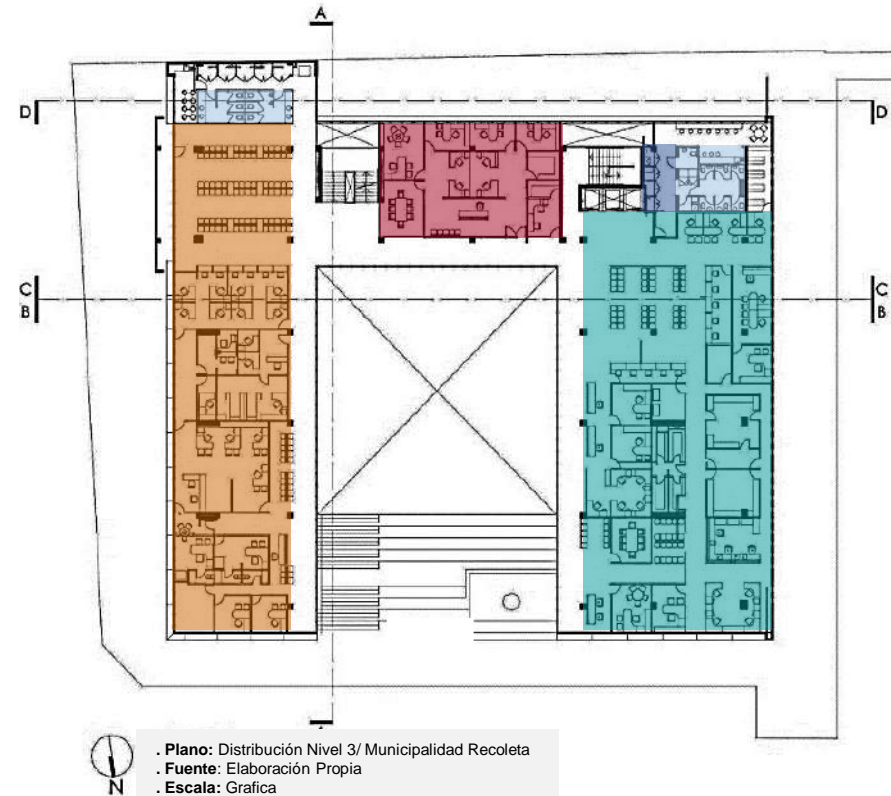 A
D D
C C
B B
N
. Plano: Distribución Nivel 3/ Municipalidad Recoleta
. Fuente: Elaboración Propia
. Escala: Grafica